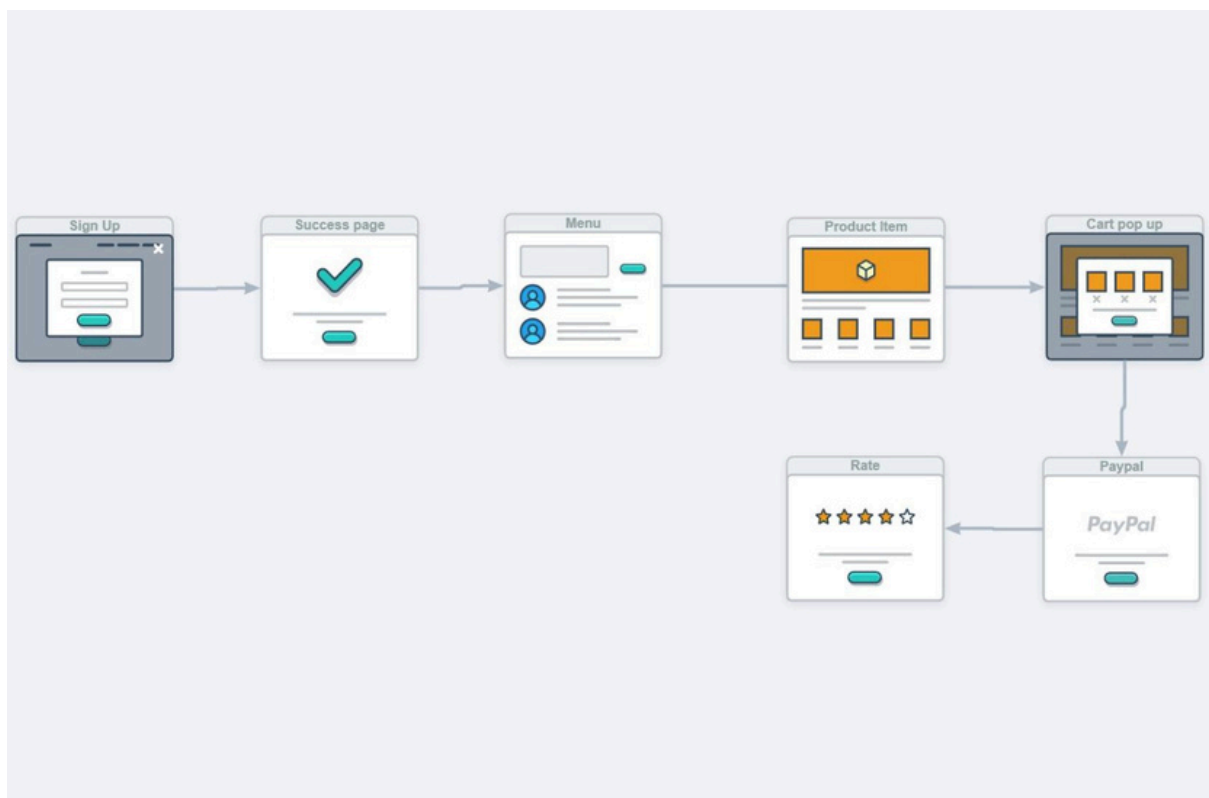 Sign Up
Success page
Menu
Product Item
Cart pop up
Rate
Paypal
PayPal